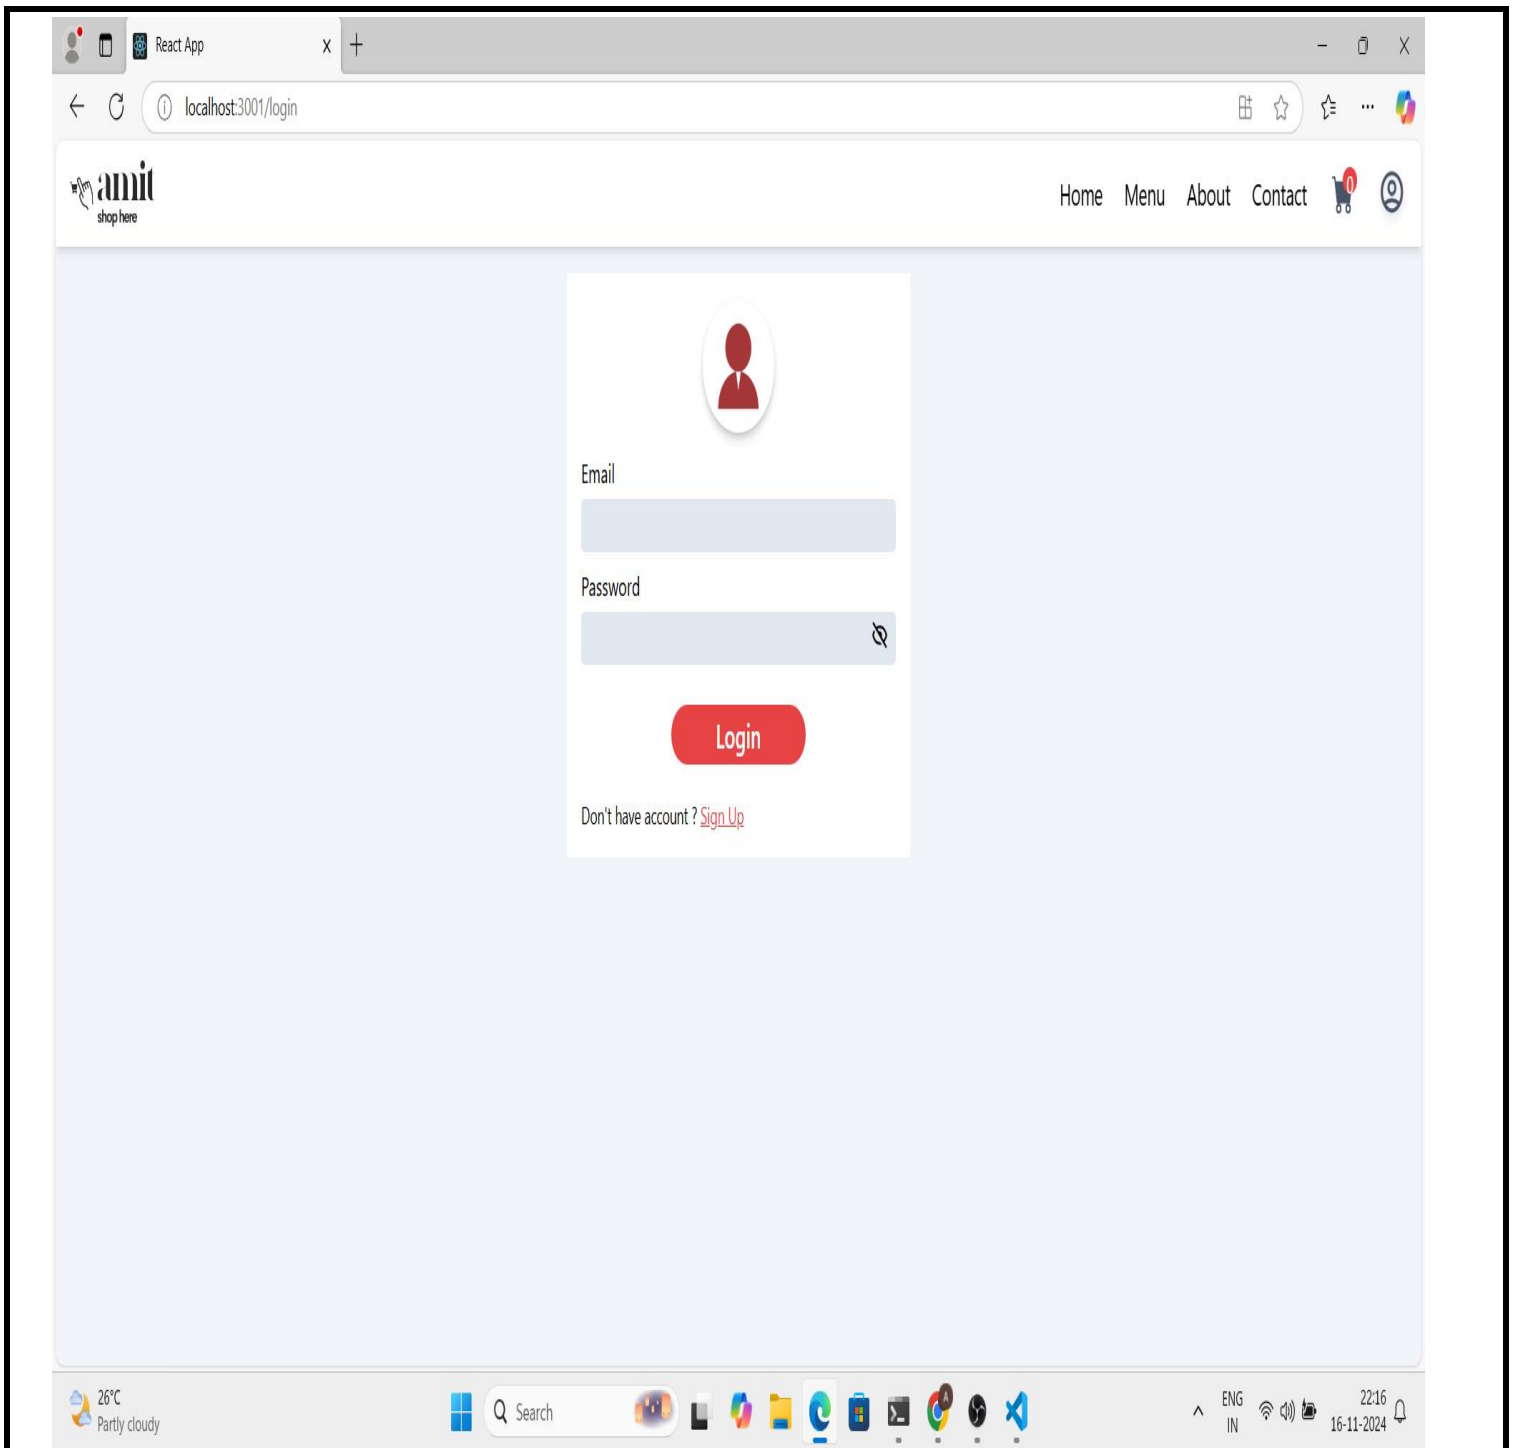 React App
localhost:3001/login
amit
shop here
Home Menu About Contact 0
Email
Password
Login
Don't have account ? Sign Up
26°C
Partly cloudy
Search
A
ENG
IN
22:16
16-11-2024